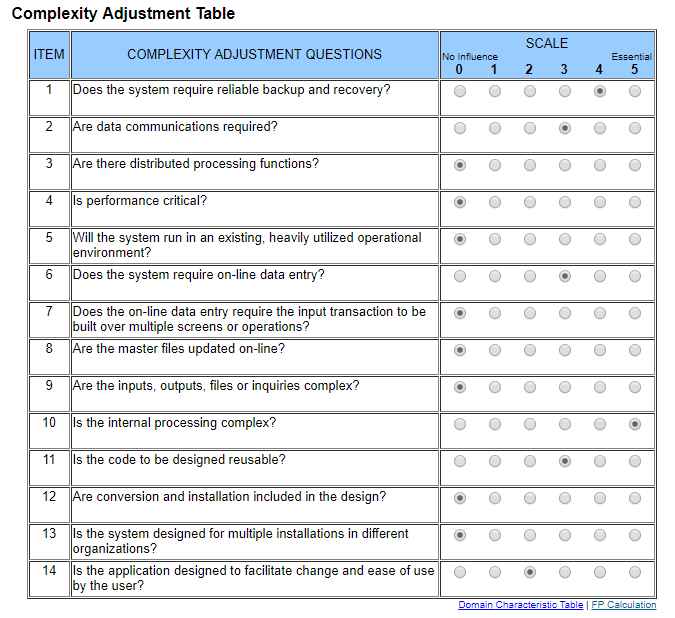 Complexity Adjustment Table
ITEM
COMPLEXITY ADJUSTMENT QUESTIONS
SCALE
No Influence Essential
0 1 2 3 4 5
1 Does the system require reliable backup and recovery?
2 Are data communications required?
3 Are there distributed processing functions?
4 Is performance critical?
5 Will the system run in an existing, heavily utilized operational
environment?
6 Does the system require on-line data entry?
7 Does the on-line data entry require the input transaction to be
built over multiple screens or operations?
8 Are the master files updated on-line?
9 Are the inputs, outputs, files or inquiries complex?
10 Is the internal processing complex?
11 Is the code to be designed reusable?
12 Are conversion and installation included in the design?
13 Is the system designed for multiple installations in different
organizations?
14 Is the application designed to facilitate change and ease of use
by the user?
Domain Characteristic Table | FP Calculation